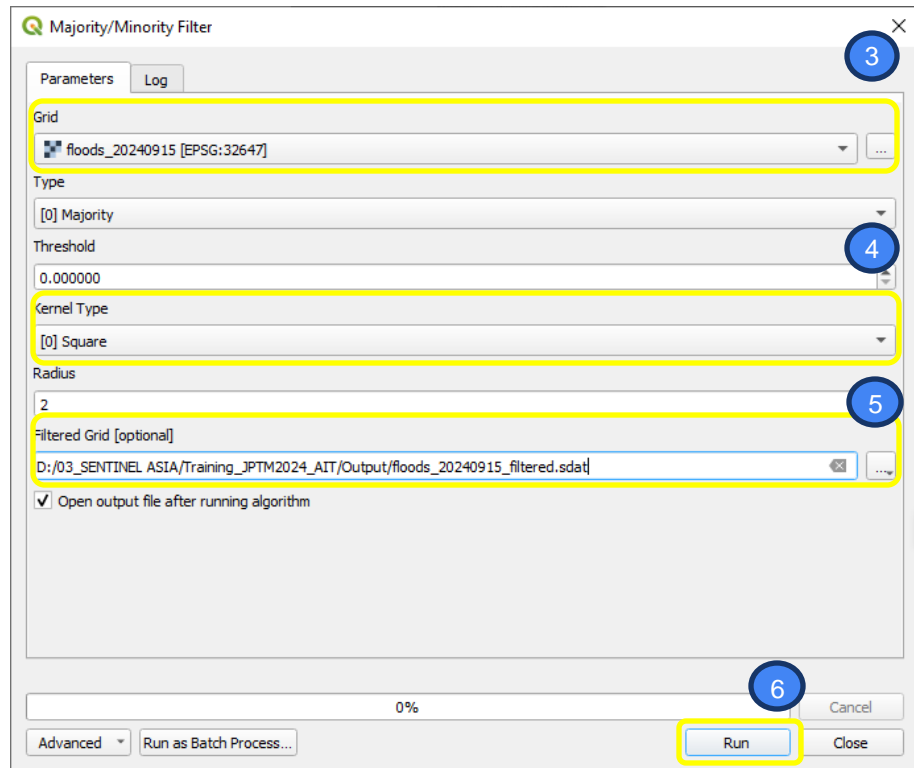 Majority/Minority Filter
3
Parameters Log
Grid
floods_20240915 [EPSG:32647] ...
Type
[0] Majority
Threshold
4
0.000000
Kernel Type
[0] Square
Radius
2
5
Filtered Grid [optional]
D:/03_SENTINEL ASIA/Training_JPTM2024_AIT/Output/floods_20240915_filtered.sdat ...
Open output file after running algorithm
6
0% Cancel
Advanced Run as Batch Process... Run Close